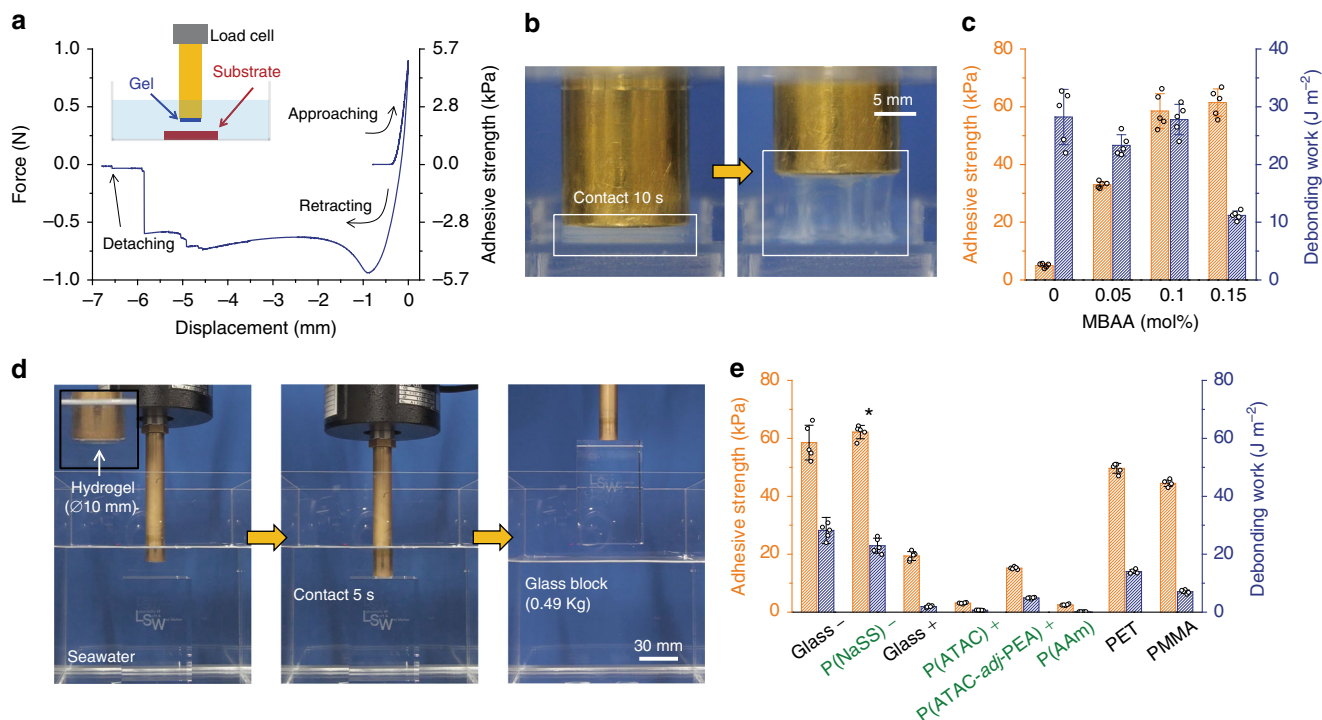 a
Load cell
Gel
Substrate
Approaching
Retracting
Detaching
Force (N)
1.0
0.5
0.0
−0.5
−1.0
5.7
2.8
0.0
−2.8
−5.7
Adhesive strength (kPa)
−7 −6 −5 −4 −3 −2 −1 0
Displacement (mm)
b
Contact 10 s
5 mm
c
Adhesive strength (kPa)
80
60
40
20
0
40
30
20
10
0
Debonding work (J m−2)
0 0.05 0.1 0.15
MBAA (mol%)
d
Hydrogel
(∅10 mm)
LSW
Seawater
Contact 5 s
LSW
LSW
Glass block
(0.49 Kg)
30 mm
e
Adhesive strength (kPa)
80
60
40
20
0
*
80
60
40
20
0
Debonding work (J m−2)
Glass −
P(NaSS) −
Glass +
P(ATAC) +
P(ATAC-adj-PEA) +
P(AAm)
PET
PMMA